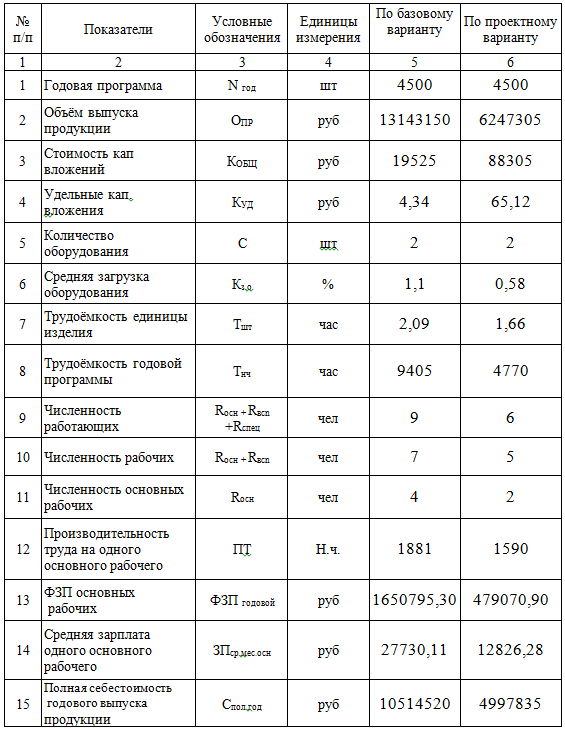 № п/п | Показатели | Условные обозначения | Единицы измерения | По базовому варианту | По проектному варианту
1 | 2 | 3 | 4 | 5 | 6
1 | Годовая программа | N год | шт | 4500 | 4500
2 | Объём выпуска продукции | ОПР | руб | 13143150 | 6247305
3 | Стоимость кап вложений | КОБЩ | руб | 19525 | 88305
4 | Удельные кап, вложения | КУД | руб | 4,34 | 65,12
5 | Количество оборудования | С | шт | 2 | 2
6 | Средняя загрузка оборудования | Кз,о, | % | 1,1 | 0,58
7 | Трудоёмкость единицы изделия | Тшт | час | 2,09 | 1,66
8 | Трудоёмкость годовой программы | Тнч | час | 9405 | 4770
9 | Численность работающих | Rосн + Rвсп +Rспец | чел | 9 | 6
10 | Численность рабочих | Rосн + Rвсп | чел | 7 | 5
11 | Численность основных рабочих | Rосн | чел | 4 | 2
12 | Производительность труда на одного основного рабочего | ПТ | Н.ч. | 1881 | 1590
13 | ФЗП основных рабочих | ФЗП годовой | руб | 1650795,30 | 479070,90
14 | Средняя зарплата одного основного рабочего | ЗПср,мес.осн | руб | 27730,11 | 12826,28
15 | Полная себестоимость годового выпуска продукции | Спол,год | руб | 10514520 | 4997835